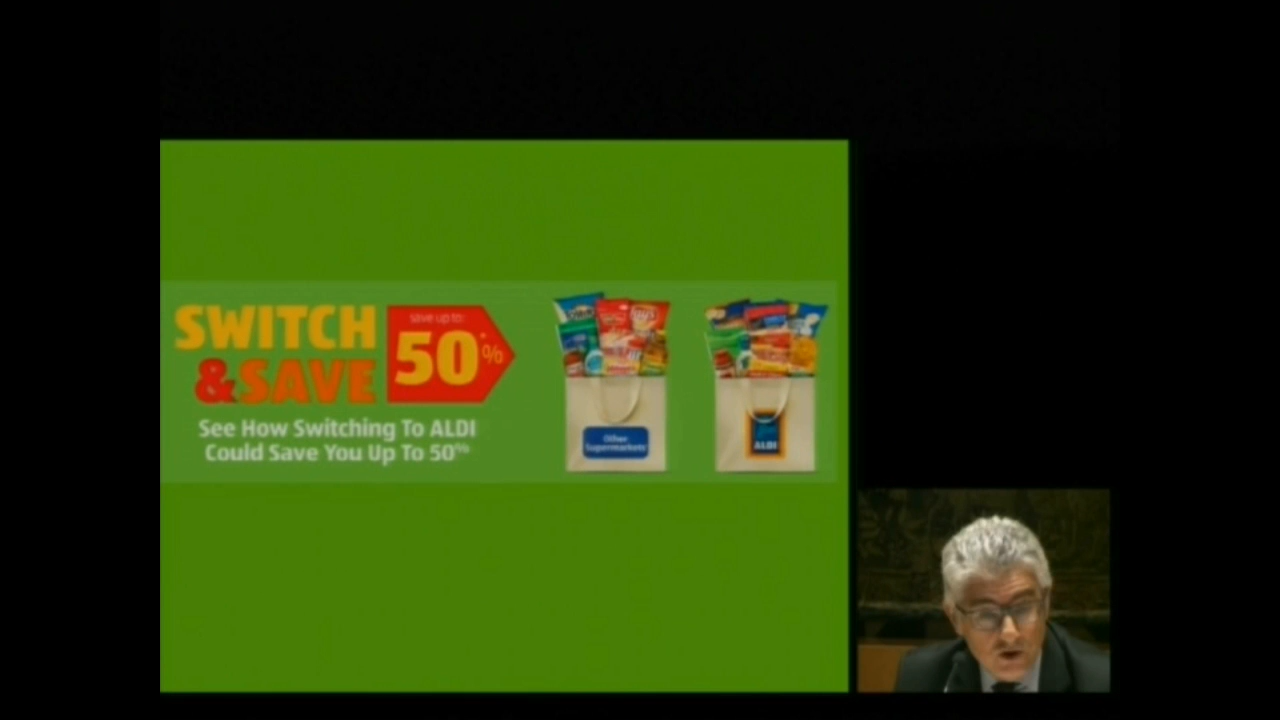 SWITCH
&SAVE
save up to
50*%
See How Switching To ALDI
Could Save You Up To 50%
Other
Supermarkets
ALDI